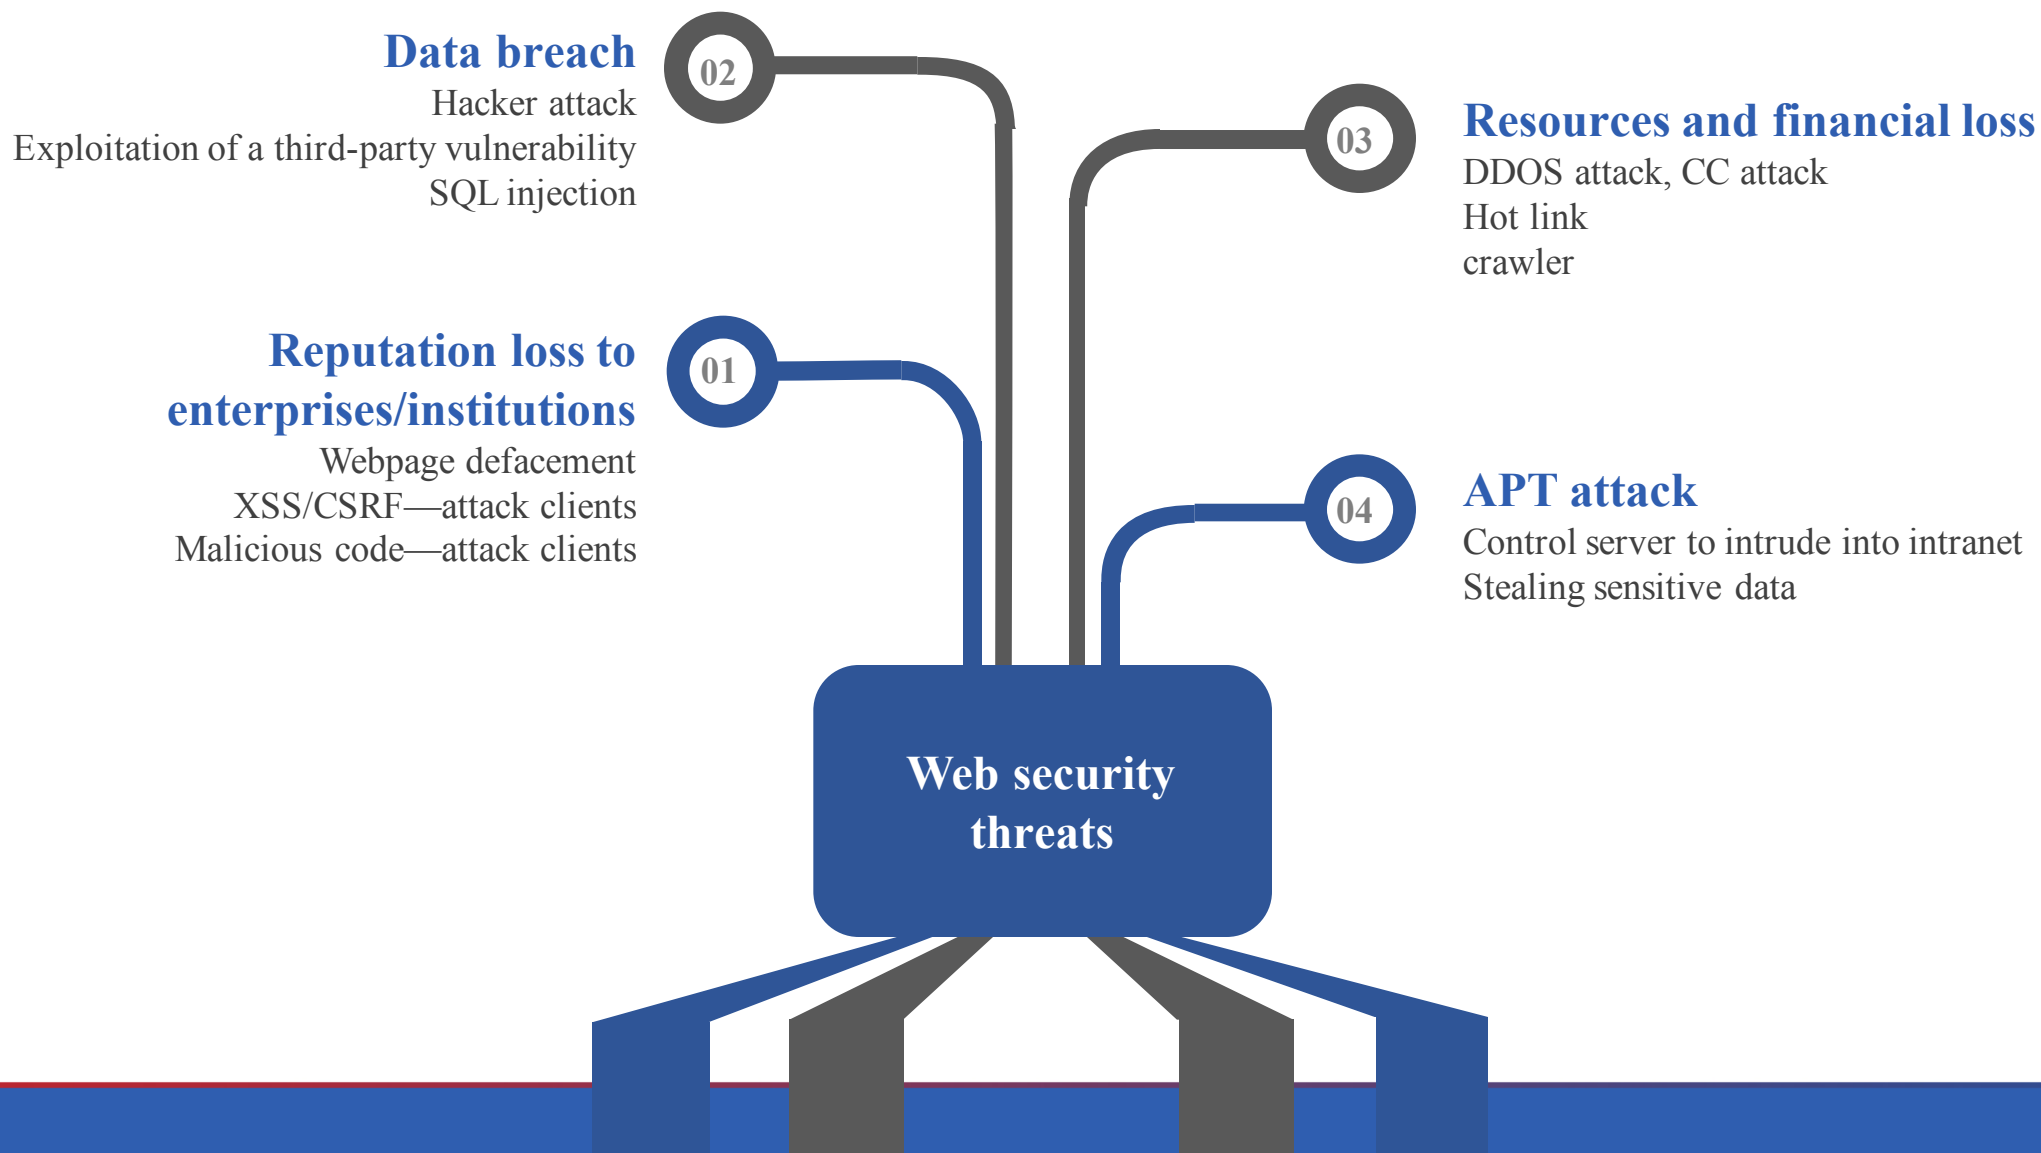 Data breach
Hacker attack
Exploitation of a third-party vulnerability
SQL injection
02
03
Resources and financial loss
DDOS attack, CC attack
Hot link
crawler
Reputation loss to
enterprises/institutions
Webpage defacement
XSS/CSRF—attack clients
Malicious code—attack clients
01
04
APT attack
Control server to intrude into intranet
Stealing sensitive data
Web security
threats